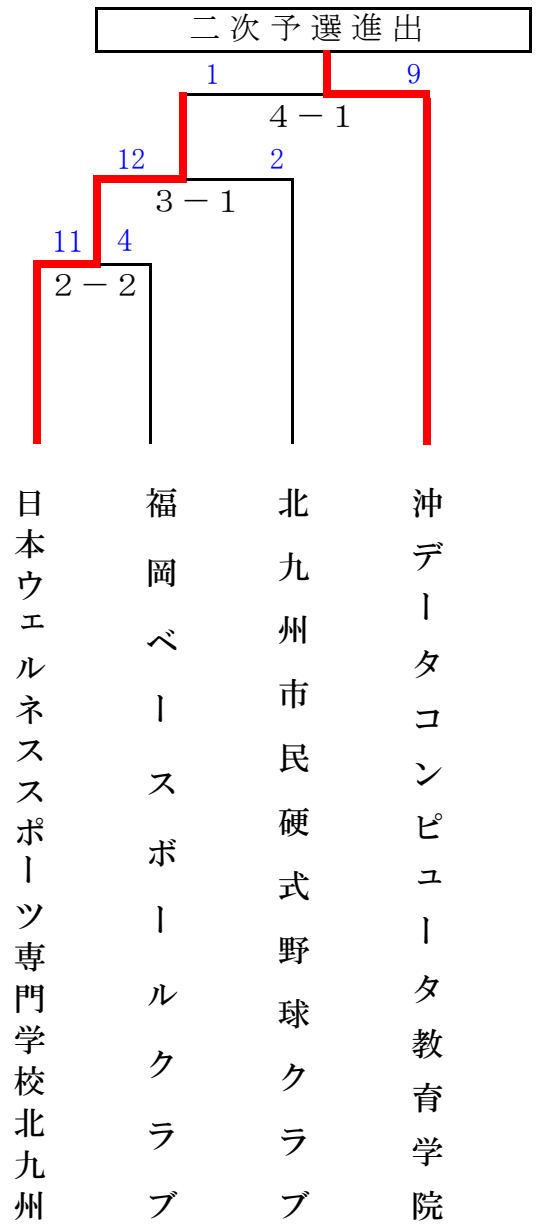 二次予選進出
1
9
４－１
12
2
３－１
11
4
２－２
日本ウェルネススポーツ専門学校北九州
福岡ベースボールクラブ
北九州市民硬式野球クラブ
沖データコンピュータ教育学院